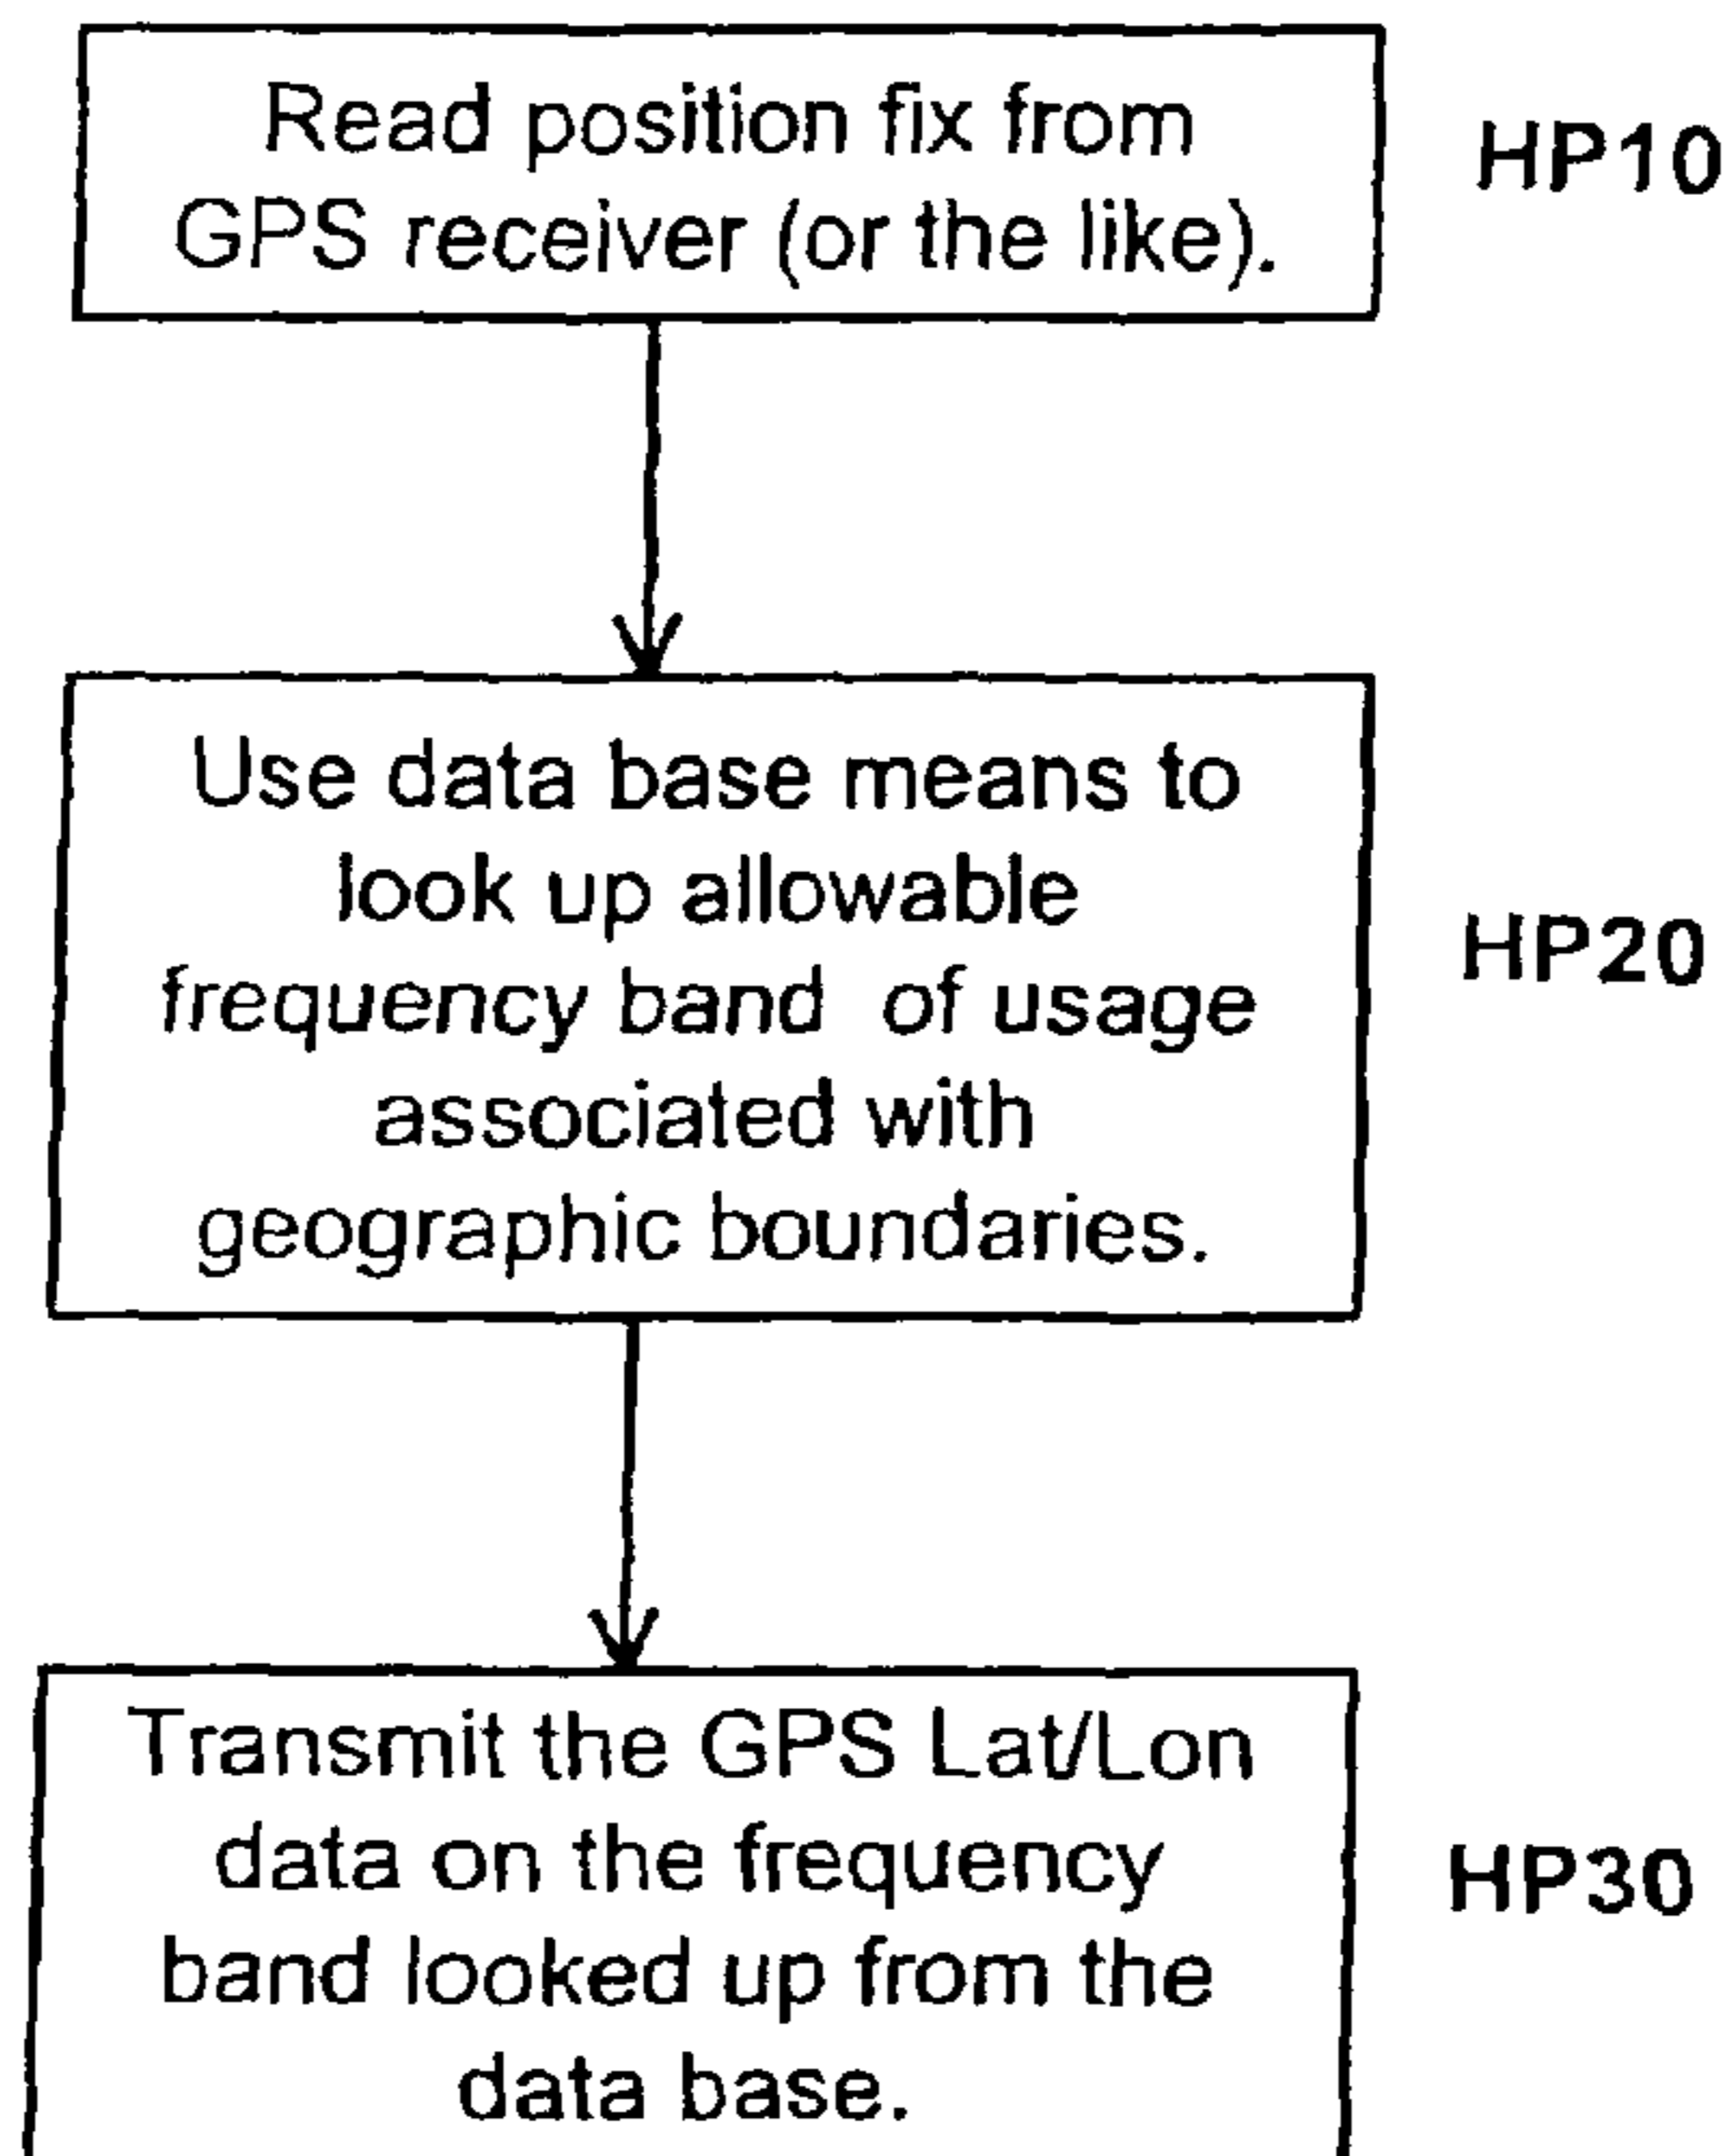 Read position fix from
GPS receiver (or the like).
HP10
Use data base means to
look up allowable
frequency band of usage
associated with
geographic boundaries.
HP20
Transmit the GPS Lat/Lon
data on the frequency
band looked up from the
data base.
HP30